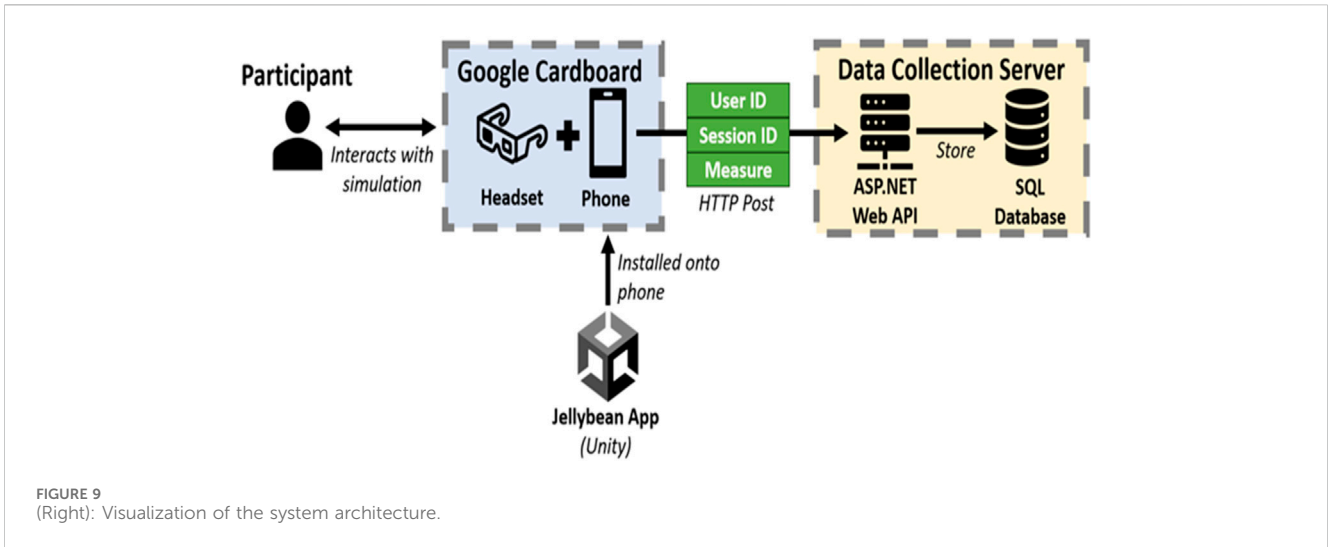 Participant
Interacts with
simulation
Google Cardboard
Headset
Phone
User ID
Session ID
Measure
HTTP Post
Data Collection Server
ASP.NET
Web API
Store
SQL
Database
Installed onto
phone
Jellybean App
(Unity)
FIGURE 9
(Right): Visualization of the system architecture.